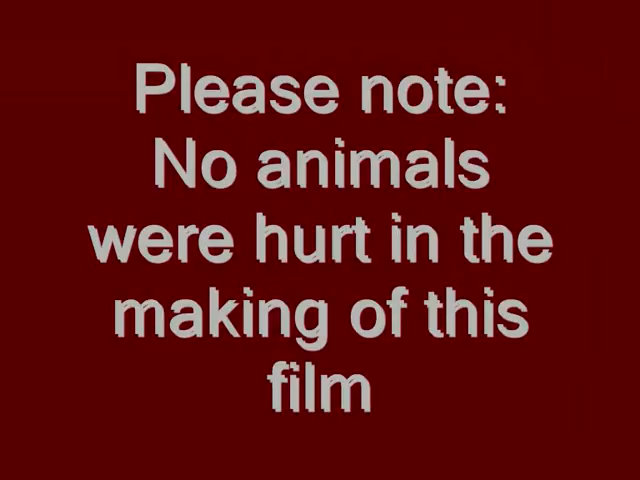 Please note:
No animals
were hurt in the
making of this
film